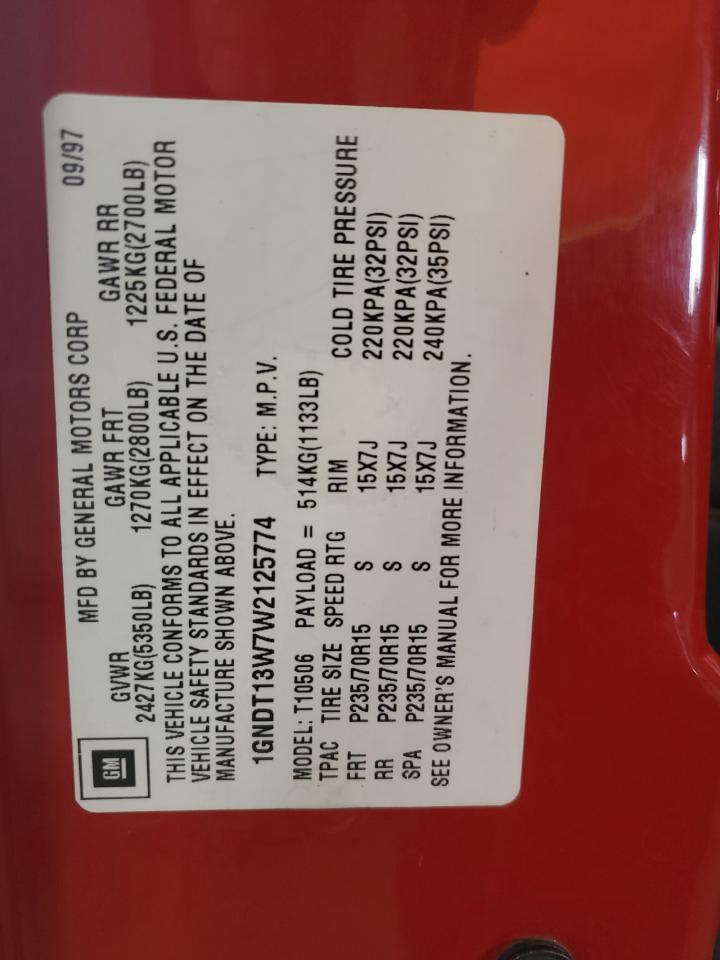 GM
MFD BY GENERAL MOTORS CORP 09/97
GVWR GAWR FRT GAWR RR
2427KG(5350LB) 1270KG(2800LB) 1225KG(2700LB)
THIS VEHICLE CONFORMS TO ALL APPLICABLE U.S. FEDERAL MOTOR
VEHICLE SAFETY STANDARDS IN EFFECT ON THE DATE OF
MANUFACTURE SHOWN ABOVE.
1GNDT13W7W2125774 TYPE: M.P.V.
MODEL: T10506 PAYLOAD = 514KG(1133LB)
TPAC TIRE SIZE SPEED RTG RIM COLD TIRE PRESSURE
FRT P235/70R15 S 15X7J 220KPA(32PSI)
RR P235/70R15 S 15X7J 220KPA(32PSI)
SPA P235/70R15 S 15X7J 240KPA(35PSI)
SEE OWNER'S MANUAL FOR MORE INFORMATION.